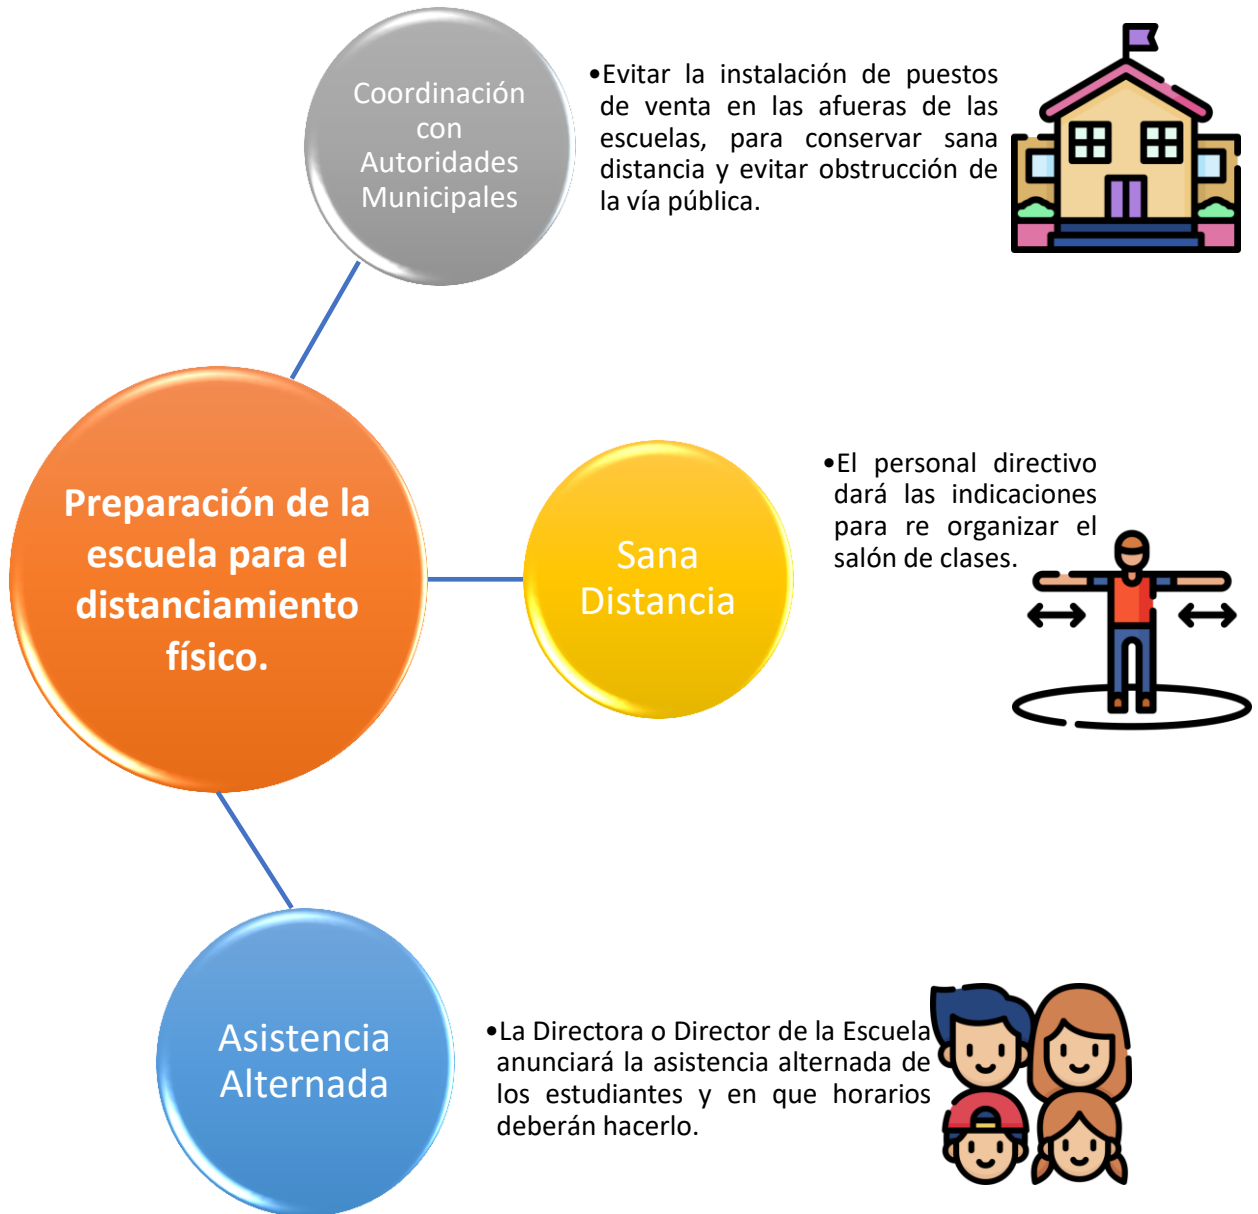 Coordinación
con
Autoridades
Municipales
•Evitar la instalación de puestos
de venta en las afueras de las
escuelas, para conservar sana
distancia y evitar obstrucción de
la vía pública.
Preparación de la
escuela para el
distanciamiento
físico.
Sana
Distancia
•El personal directivo
dará las indicaciones
para re organizar el
salón de clases.
Asistencia
Alternada
•La Directora o Director de la Escuela
anunciará la asistencia alternada de
los estudiantes y en que horarios
deberán hacerlo.